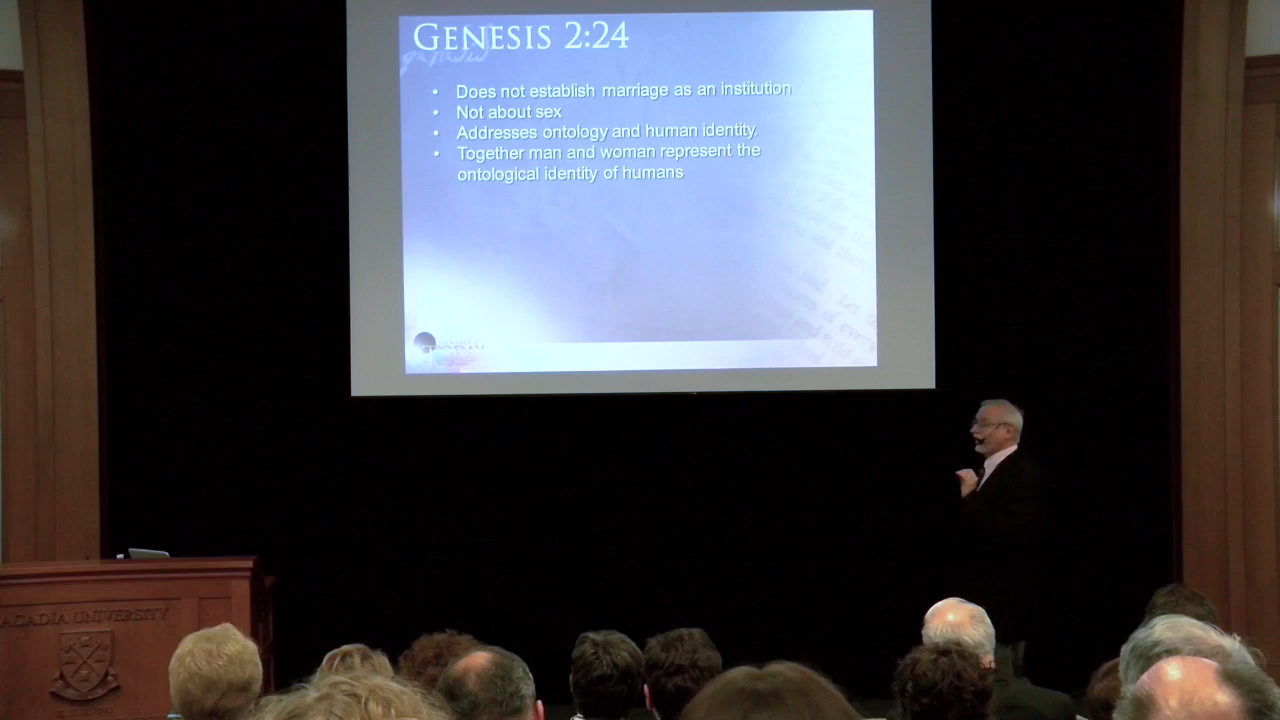 GENESIS 2:24
• Does not establish marriage as an institution
• Not about sex
• Addresses ontology and human identity.
• Together man and woman represent the
ontological identity of humans
TODAY
ACADIA UNIVERSITY